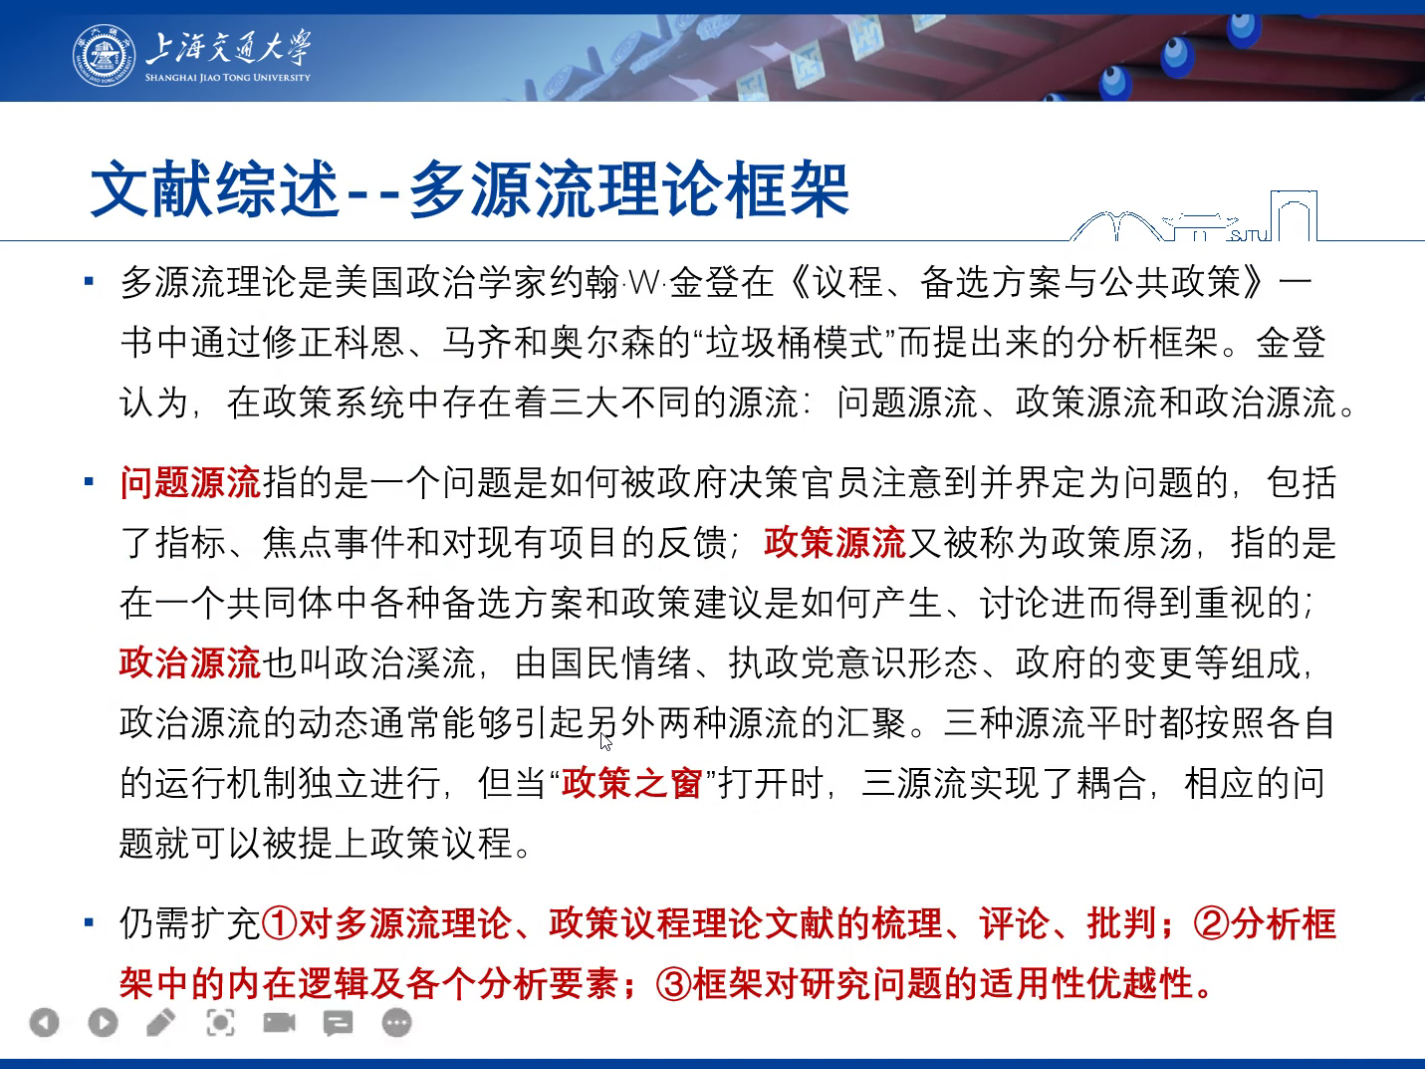 上海交通大学
SHANGHAI JIAO TONG UNIVERSITY
文献综述--多源流理论框架
SJTU
▪ 多源流理论是美国政治学家约翰·W·金登在《议程、备选方案与公共政策》一
书中通过修正科恩、马齐和奥尔森的“垃圾桶模式”而提出来的分析框架。金登
认为，在政策系统中存在着三大不同的源流：问题源流、政策源流和政治源流。
▪ 问题源流指的是一个问题是如何被政府决策官员注意到并界定为问题的，包括
了指标、焦点事件和对现有项目的反馈；政策源流又被称为政策原汤，指的是
在一个共同体中各种备选方案和政策建议是如何产生、讨论进而得到重视的；
政治源流也叫政治溪流，由国民情绪、执政党意识形态、政府的变更等组成，
政治源流的动态通常能够引起另外两种源流的汇聚。三种源流平时都按照各自
的运行机制独立进行，但当“政策之窗”打开时，三源流实现了耦合，相应的问
题就可以被提上政策议程。
▪ 仍需扩充①对多源流理论、政策议程理论文献的梳理、评论、批判；②分析框
架中的内在逻辑及各个分析要素；③框架对研究问题的适用性优越性。